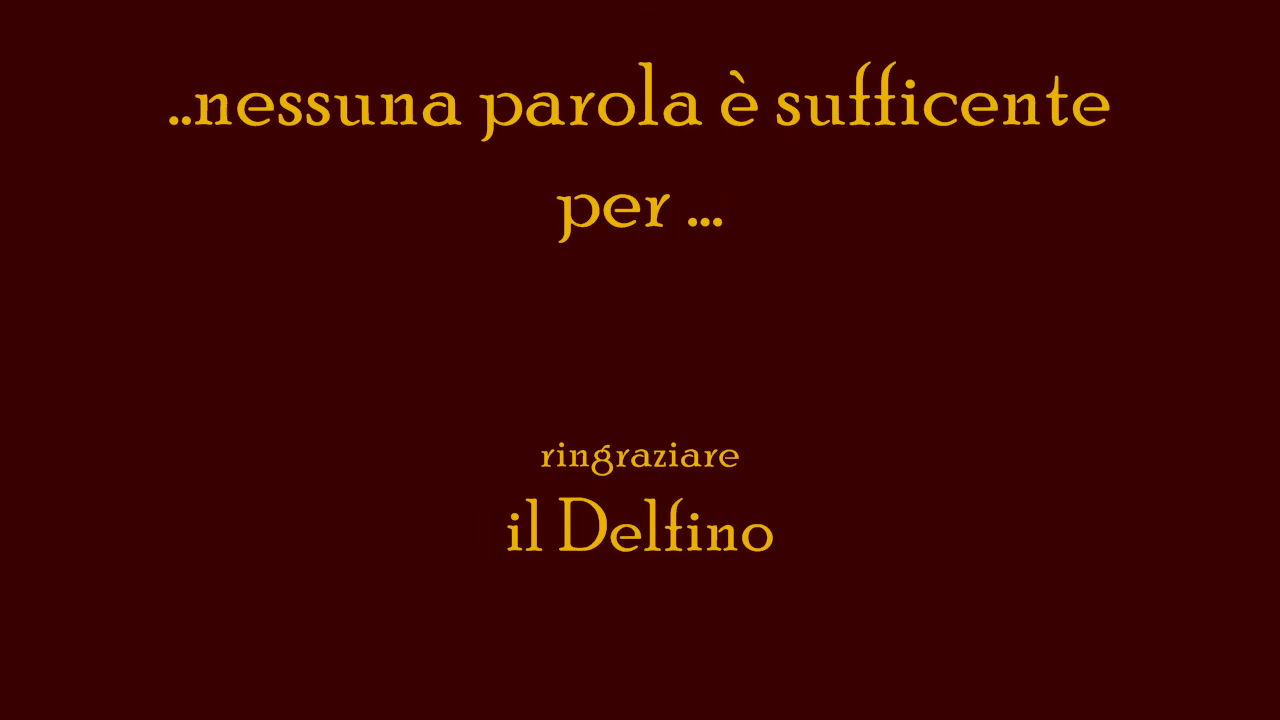 ..nessuna parola è sufficente
per ...
ringraziare
il Delfino